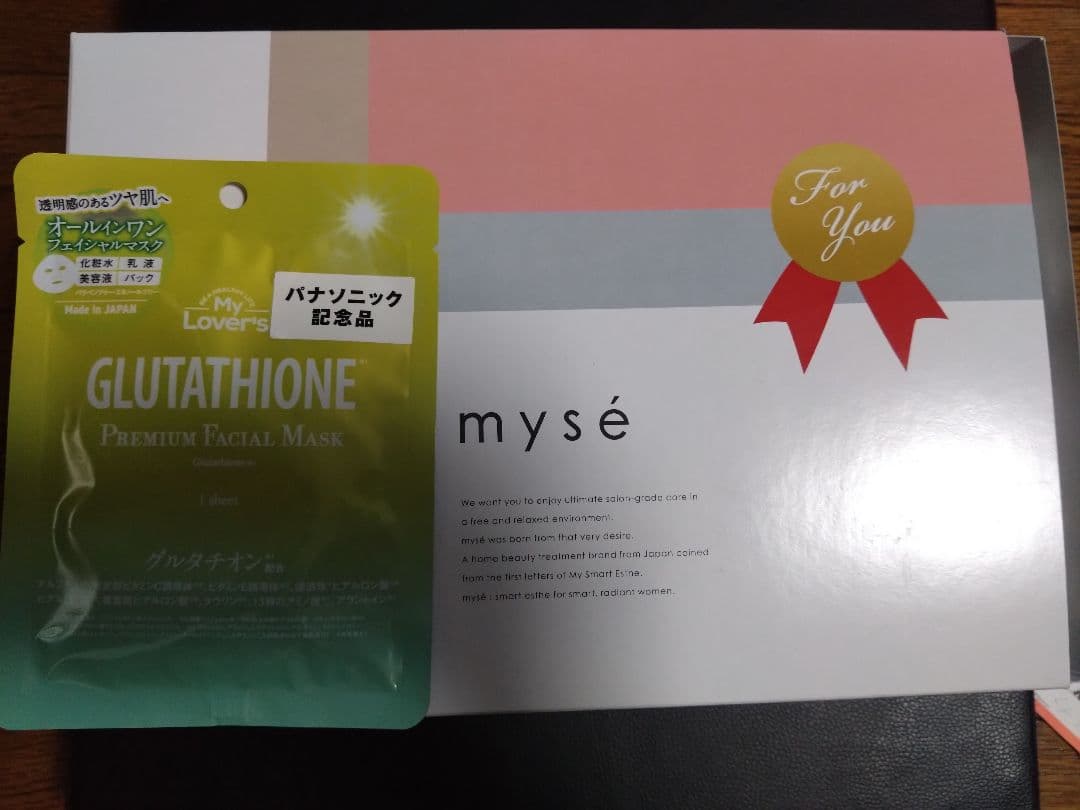 透明感のあるツヤ肌へ
オールインワン
フェイシャルマスク
化粧水 乳液
美容液 パック
Made in JAPAN
My
Lover's
パナソニック
記念品
GLUTATHIONE
PREMIUM FACIAL MASK
1 sheet
グルタチオン
配合
For
You
mysé
We want you to enjoy ultimate salon-grade care in
a free and relaxed environment.
mysé was born from that very desire.
A home beauty treatment brand from Japan coined
from the first letters of My Smart Esthe.
mysé : smart esthe for smart, radiant women.